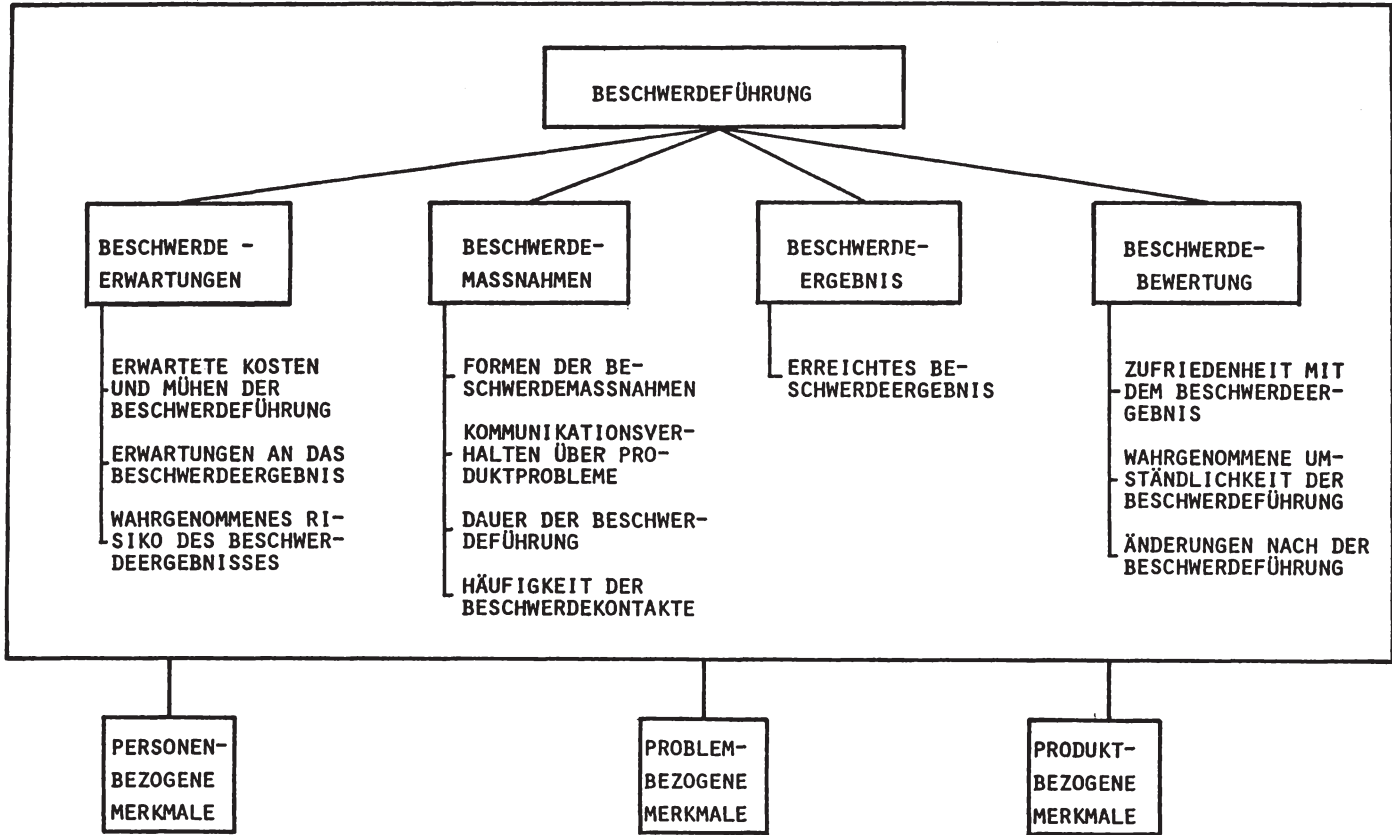 BESCHWERDEFÜHRUNG
BESCHWERDE -
ERWARTUNGEN
ERWARTETE KOSTEN
UND MÜHEN DER
BESCHWERDEFÜHRUNG
ERWARTUNGEN AN DAS
BESCHWERDEERGEBNIS
WAHRGENOMMENES RI-
SIKO DES BESCHWER-
DEERGEBNISSES
BESCHWERDE-
MASSNAHMEN
FORMEN DER BE-
SCHWERDEMASSNAHMEN
KOMMUNIKATIONSVER-
HALTEN ÜBER PRO-
DUKTPROBLEME
DAUER DER BESCHWER-
DEFÜHRUNG
HÄUFIGKEIT DER
BESCHWERDEKONTAKTE
BESCHWERDE-
ERGEBNIS
ERREICHTES BE-
SCHWERDEERGEBNIS
BESCHWERDE-
BEWERTUNG
ZUFRIEDENHEIT MIT
DEM BESCHWERDEER-
GEBNIS
WAHRGENOMMENE UM-
STÄNDLICHKEIT DER
BESCHWERDEFÜHRUNG
ÄNDERUNGEN NACH DER
BESCHWERDEFÜHRUNG
PERSONEN-
BEZOGENE
MERKMALE
PROBLEM-
BEZOGENE
MERKMALE
PRODUKT-
BEZOGENE
MERKMALE